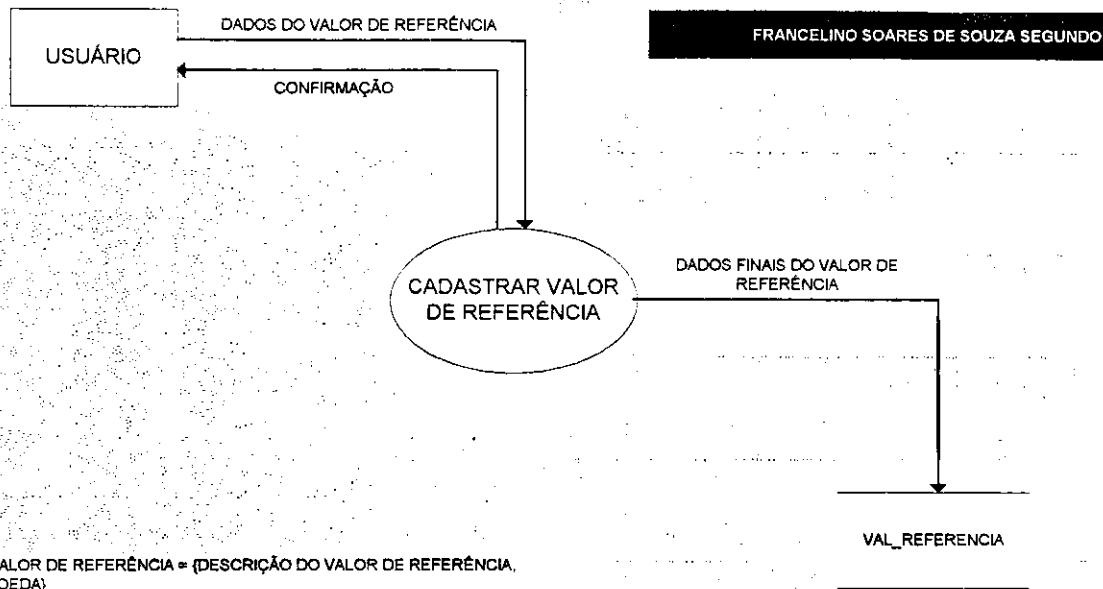 DADOS DO VALOR DE REFERÊNCIA
FRANCELINO SOARES DE SOUZA SEGUNDO
USUÁRIO
CONFIRMAÇÃO
CADASTRAR VALOR
DE REFERÊNCIA
DADOS FINAIS DO VALOR DE
REFERÊNCIA
VAL_REFERENCIA
VALOR DE REFERÊNCIA = {DESCRIÇÃO DO VALOR DE REFERÊNCIA,
OEDA}